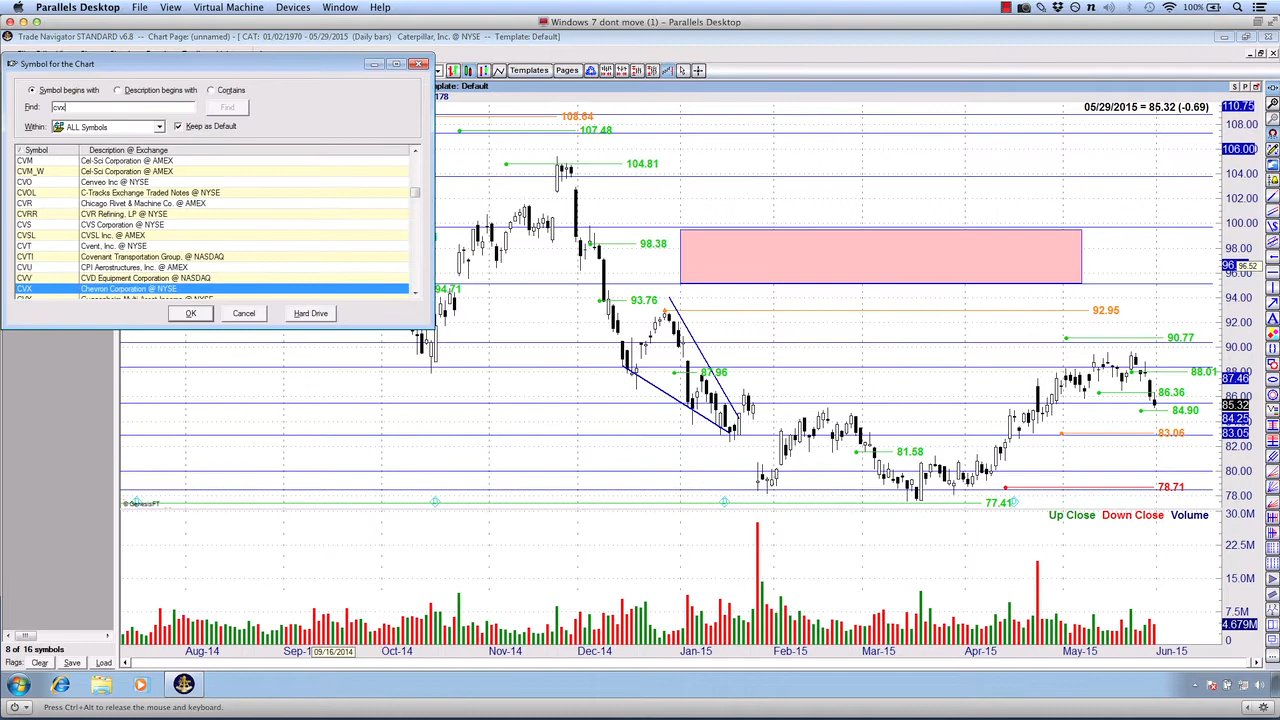 Parallels Desktop File View Virtual Machine Devices Window Help 100%
Windows 7 dont move (1) - Parallels Desktop
Trade Navigator STANDARD v6.8 - Chart Page: (unnamed) - [ CAT: 01/02/1970 - 05/29/2015 (Daily bars) Caterpillar, Inc. @ NYSE -- Template: Default]
Symbol for the Chart
Templates Pages
Template: Default
Symbol begins with Description begins with Contains
Find: cvx Find
Within: ALL Symbols Keep as Default
Symbol Description @ Exchange
CVM Cel-Sci Corporation @ AMEX
CVM_W Cel-Sci Corporation @ AMEX
CVO Cenveo Inc @ NYSE
CVOL C-Tracks Exchange Traded Notes @ NYSE
CVR Chicago Rivet & Machine Co. @ AMEX
CVRR CVR Refining, LP @ NYSE
CVS CVS Corporation @ NYSE
CVSL CVSL Inc. @ AMEX
CVT Cvent, Inc. @ NYSE
CVTI Covenant Transportation Group, @ NASDAQ
CVU CPI Aerostructures, Inc. @ AMEX
CVV CVD Equipment Corporation @ NASDAQ
CVX Chevron Corporation @ NYSE
OK Cancel Hard Drive
178
05/29/2015 = 85.32 (-0.69)
110.75
108.64
108.00
107.48
106.00
104.81
104.00
102.00
100.00
98.38
98.00
96.52
96.00
94.71
94.00
93.76
92.95
92.00
90.77
90.00
88.01
87.96
87.46
86.36
86.00
85.32
84.90
84.25
83.06
83.05
82.00
81.58
80.00
78.71
78.00
77.41
© GenesisFT
Up Close Down Close Volume
30.0M
22.5M
15.0M
7.5M
4.679M
0
Aug-14 Sep-1 09/16/2014 Oct-14 Nov-14 Dec-14 Jan-15 Feb-15 Mar-15 Apr-15 May-15 Jun-15
8 of 16 symbols
Flags: Clear Save Load
Press Ctrl+Alt to release the mouse and keyboard.